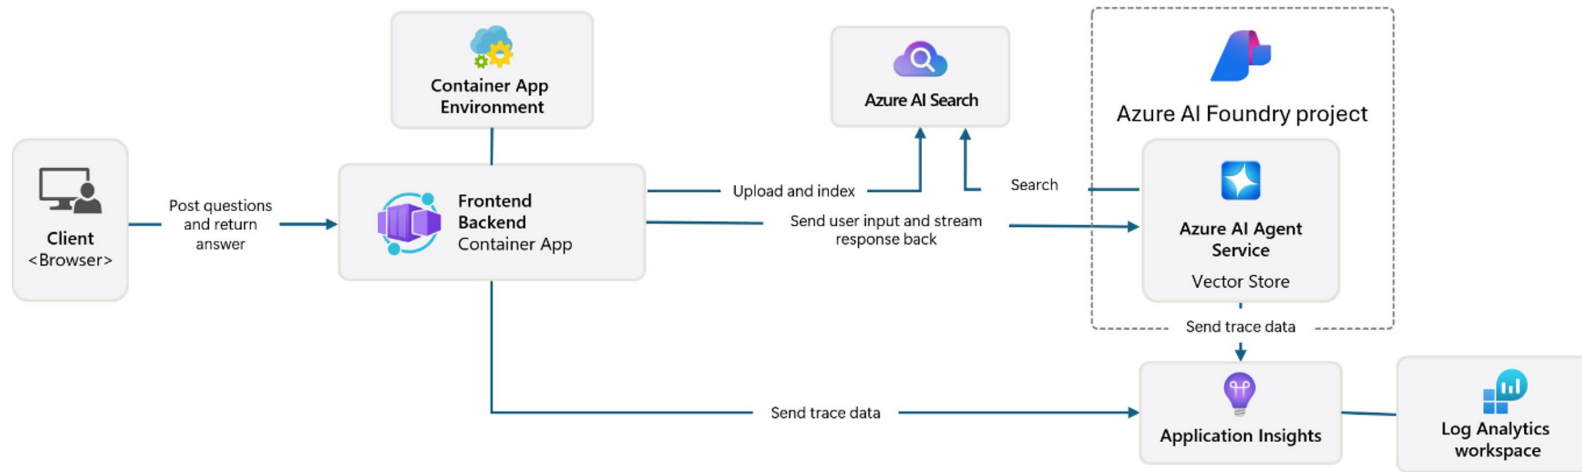 Container App
Environment
Azure AI Search
Azure AI Foundry project
Client
<Browser>
Post questions
and return
answer
Frontend
Backend
Container App
Upload and index
Search
Send user input and stream
response back
Azure AI Agent
Service
Vector Store
Send trace data
Send trace data
Application Insights
Log Analytics
workspace